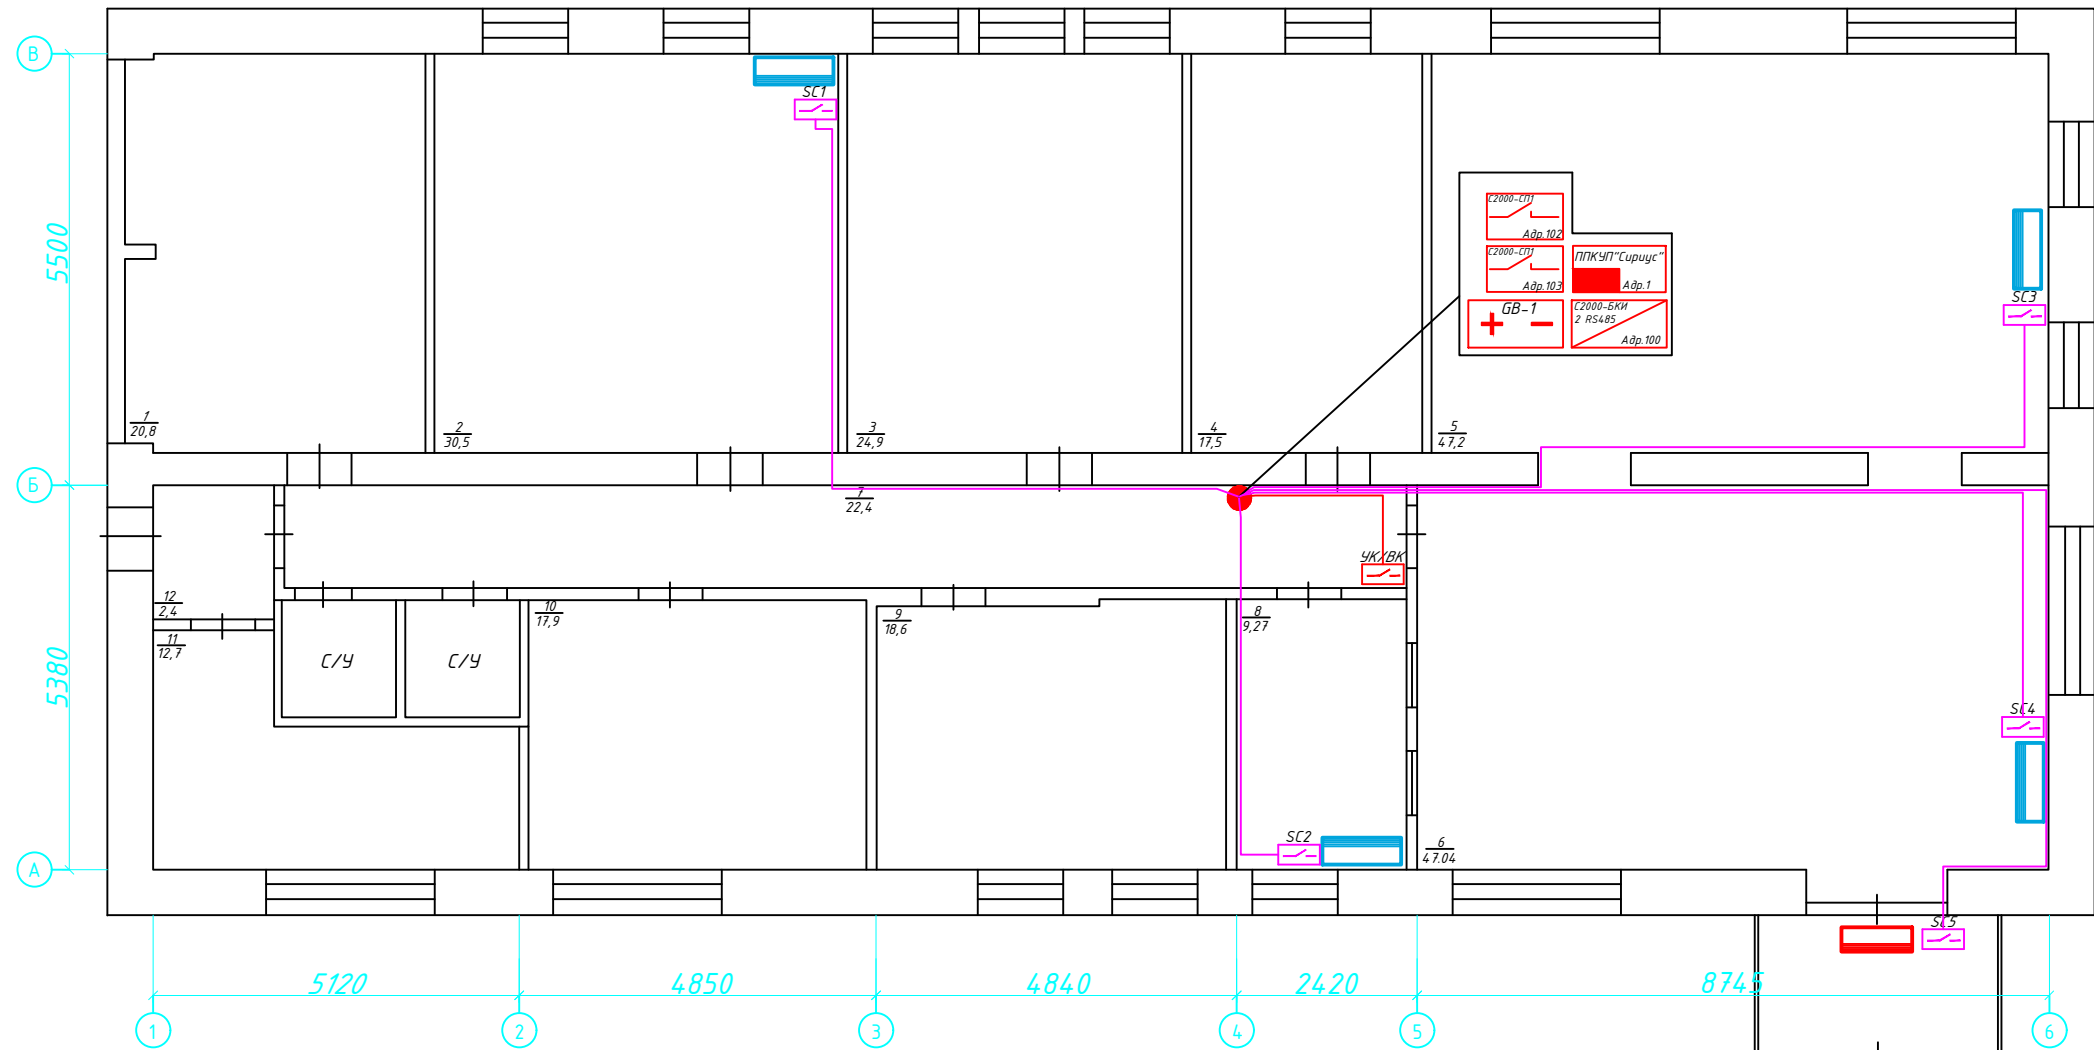 В
SC1
С2000-СП1
Адр.102
С2000-СП1
Адр.103
ППКУП"Сириус"
Адр.1
GB-1
+ -
С2000-БКИ
2 RS485
Адр.100
SC3
5500
1
20,8
2
30,5
3
24,9
4
17,5
5
47,2
Б
7
22,4
УК/ВК
12
2,4
11
12,7
С/У
С/У
10
17,9
9
18,6
8
9,27
5380
SC4
SC2
6
47.04
А
SC5
5120
4850
4840
2420
8745
1
2
3
4
5
6